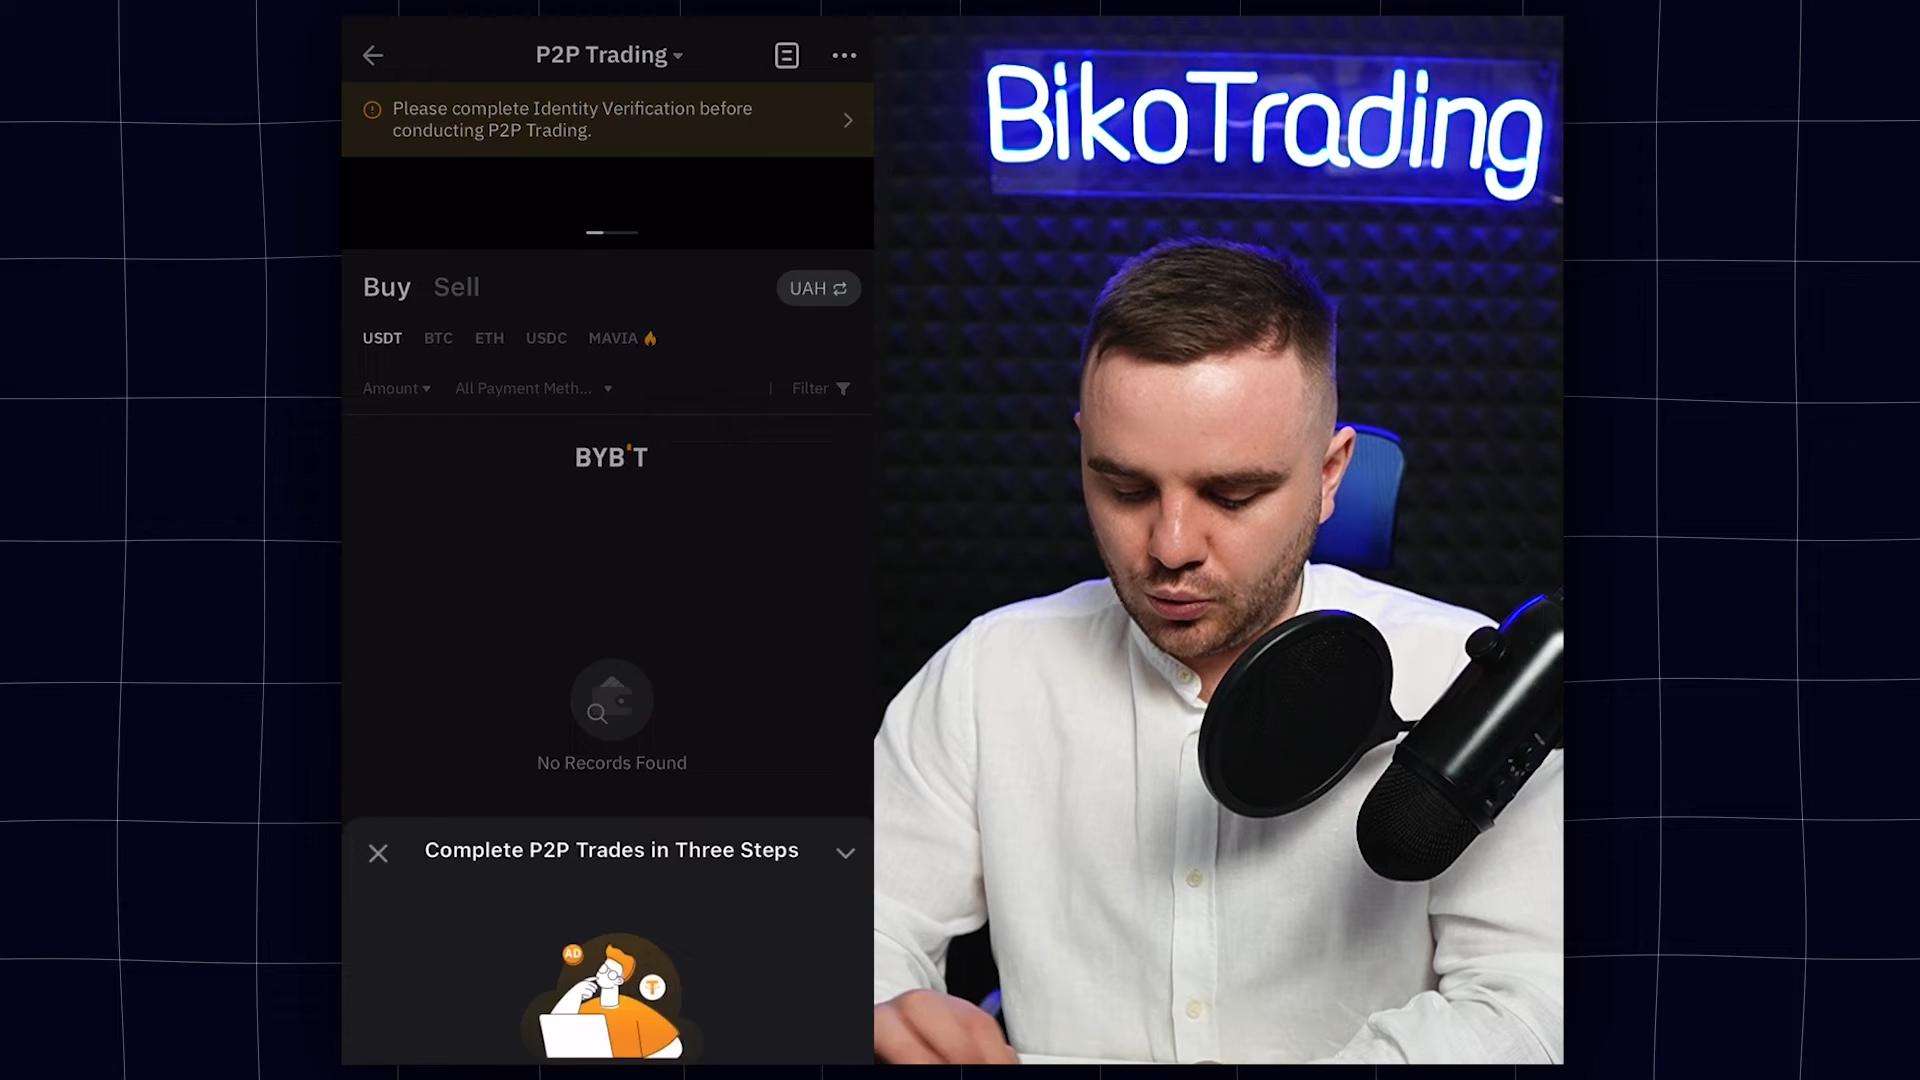 P2P Trading
Please complete Identity Verification before
conducting P2P Trading.
Buy Sell
UAH
USDT BTC ETH USDC MAVIA
Amount All Payment Meth... Filter
BYBIT
No Records Found
Complete P2P Trades in Three Steps
AD
BikoTrading